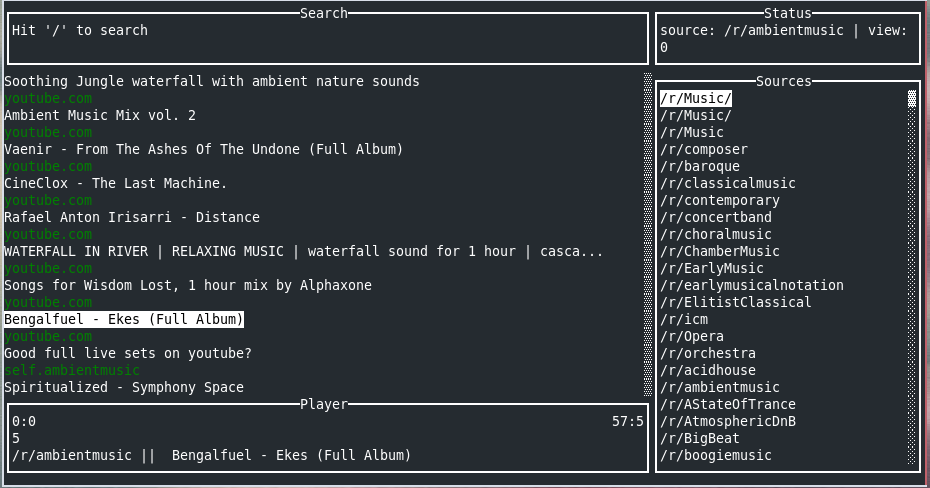 Search
Hit '/' to search
Status
source: /r/ambientmusic | view:
0
Soothing Jungle waterfall with ambient nature sounds
youtube.com
Ambient Music Mix vol. 2
youtube.com
Vaenir - From The Ashes Of The Undone (Full Album)
youtube.com
CineClox - The Last Machine.
youtube.com
Rafael Anton Irisarri - Distance
youtube.com
WATERFALL IN RIVER | RELAXING MUSIC | waterfall sound for 1 hour | casca...
youtube.com
Songs for Wisdom Lost, 1 hour mix by Alphaxone
youtube.com
Bengalfuel - Ekes (Full Album)
youtube.com
Good full live sets on youtube?
self.ambientmusic
Spiritualized - Symphony Space
Sources
/r/Music/
/r/Music/
/r/Music
/r/composer
/r/baroque
/r/classicalmusic
/r/contemporary
/r/concertband
/r/choralmusic
/r/ChamberMusic
/r/EarlyMusic
/r/earlymusicalnotation
/r/ElitistClassical
/r/icm
/r/Opera
/r/orchestra
/r/acidhouse
/r/ambientmusic
/r/AStateOfTrance
/r/AtmosphericDnB
/r/BigBeat
/r/boogiemusic
Player
0:0 57:5
5
/r/ambientmusic || Bengalfuel - Ekes (Full Album)